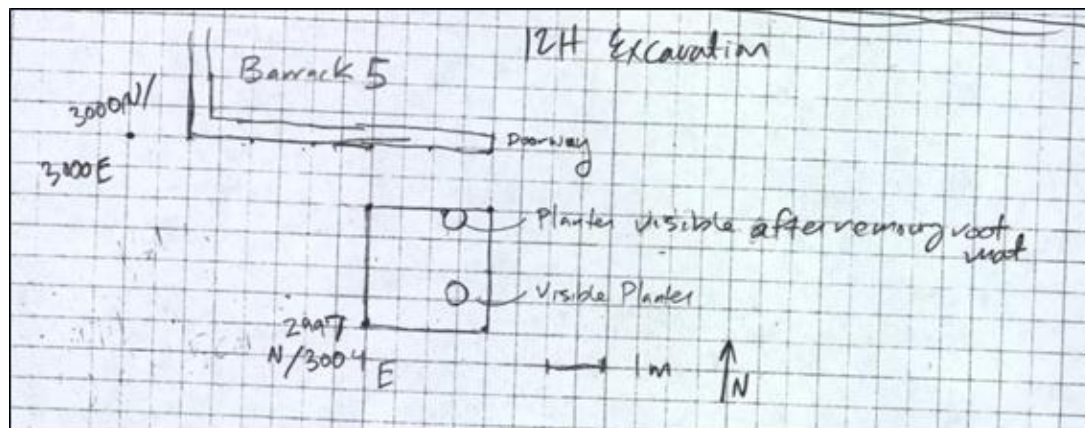 12H Excavation
Barrack 5
3000N/
3000E
Doorway
Planter visible after removing root
mat
Visible Planter
2997
N/3004
E
1m
N